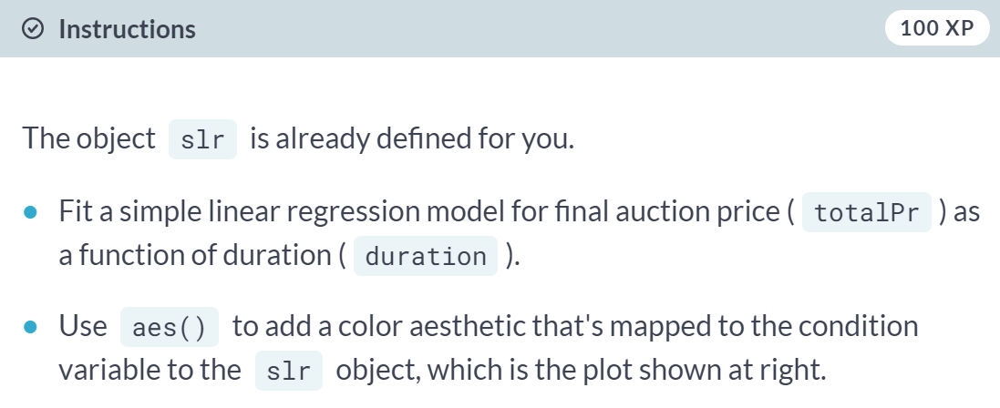 Instructions
100 XP
The object slr is already defined for you.
Fit a simple linear regression model for final auction price ( totalPr ) as
a function of duration ( duration ).
Use aes() to add a color aesthetic that's mapped to the condition
variable to the slr object, which is the plot shown at right.